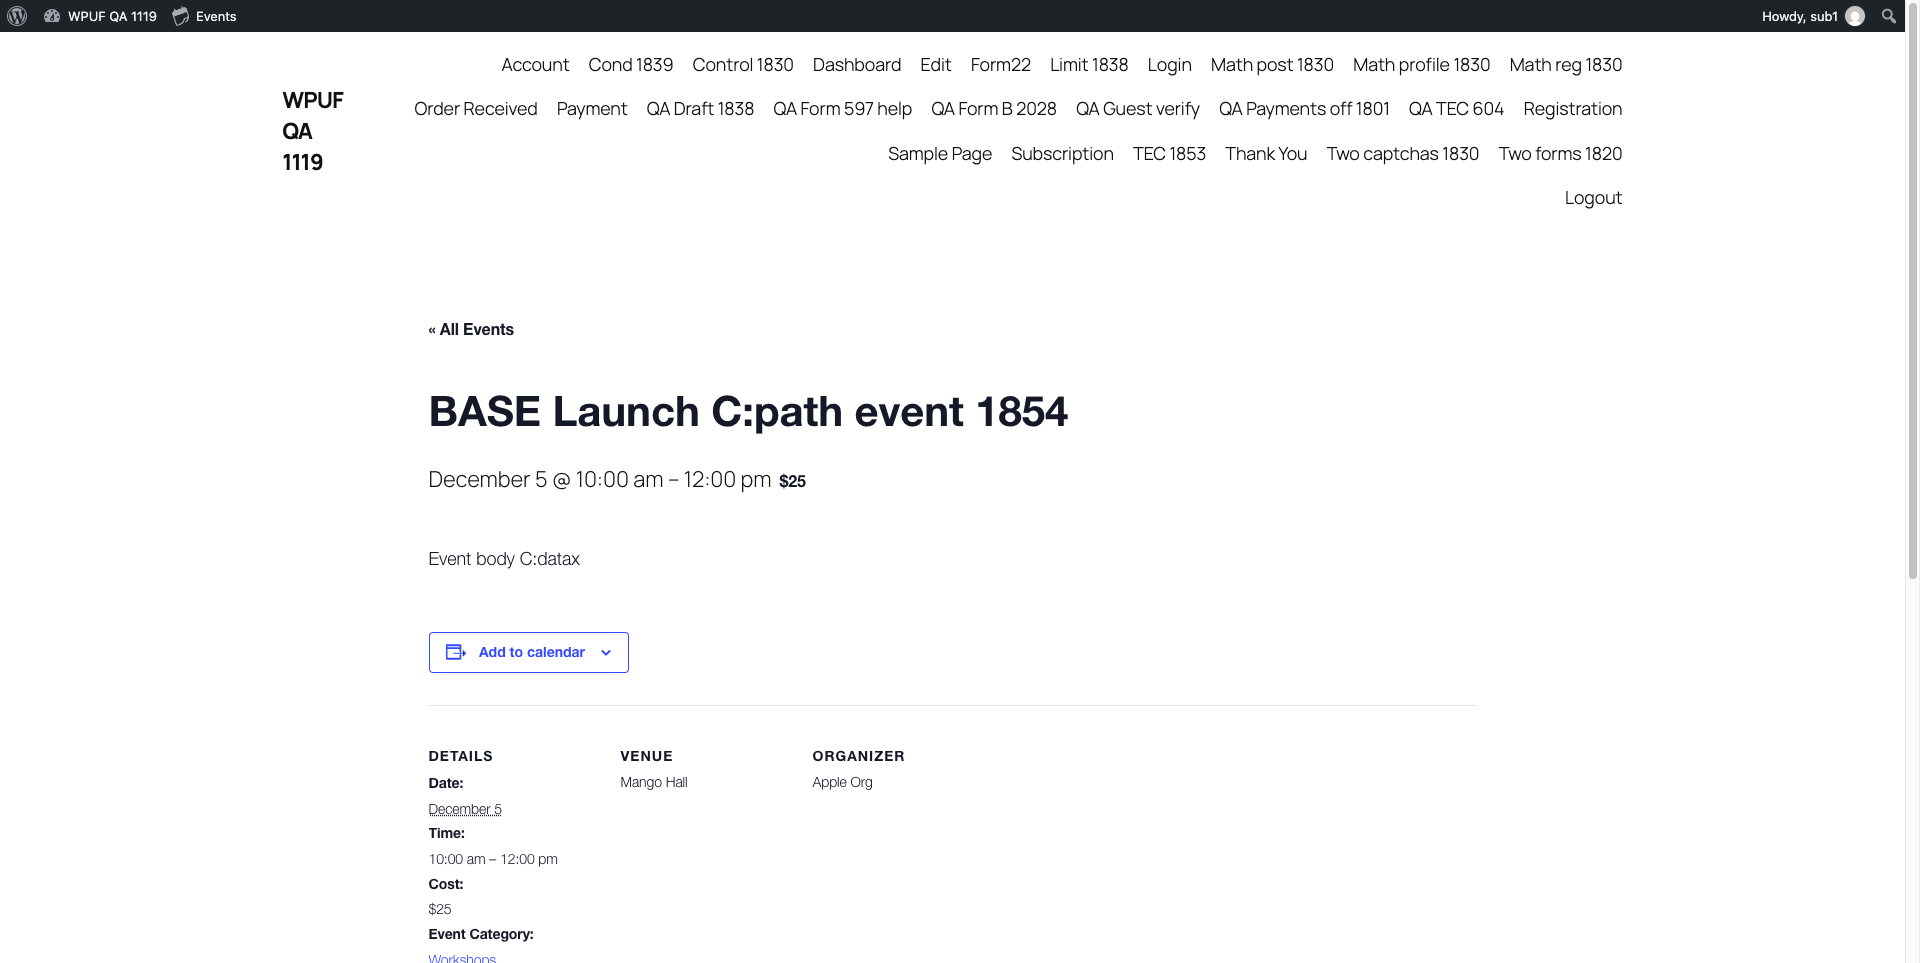 WPUF QA 1119 Events Howdy, sub1
Account Cond 1839 Control 1830 Dashboard Edit Form22 Limit 1838 Login Math post 1830 Math profile 1830 Math reg 1830
WPUF
QA
1119
Order Received Payment QA Draft 1838 QA Form 597 help QA Form B 2028 QA Guest verify QA Payments off 1801 QA TEC 604 Registration
Sample Page Subscription TEC 1853 Thank You Two captchas 1830 Two forms 1820
Logout
« All Events
BASE Launch C:path event 1854
December 5 @ 10:00 am – 12:00 pm $25
Event body C:datax
Add to calendar
DETAILS
Date:
December 5
Time:
10:00 am – 12:00 pm
Cost:
$25
Event Category:
Workshops
VENUE
Mango Hall
ORGANIZER
Apple Org